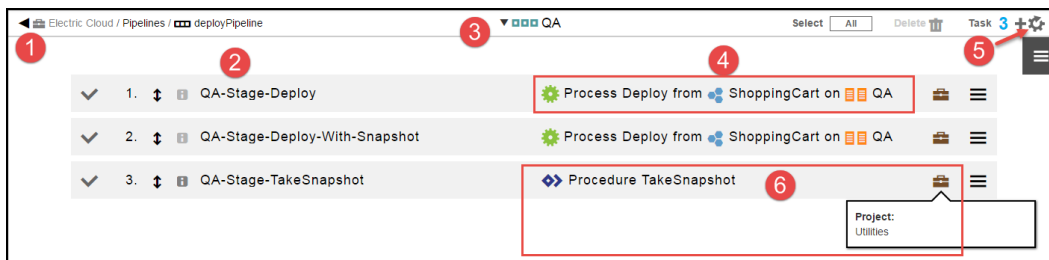 Electric Cloud / Pipelines / deployPipeline QA Select All Delete Task 3
1 2 3 4 5
1. QA-Stage-Deploy Process Deploy from ShoppingCart on QA
2. QA-Stage-Deploy-With-Snapshot Process Deploy from ShoppingCart on QA
3. QA-Stage-TakeSnapshot Procedure TakeSnapshot 6
Project:
Utilities